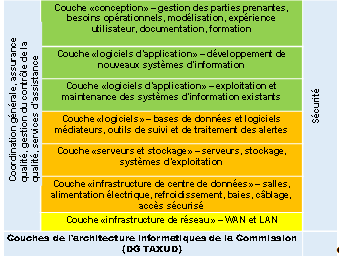 Coordination générale, assurance
qualité, gestion du contrôle de la
qualité, services d'assistance
Couche «conception» – gestion des parties prenantes,
besoins opérationnels, modélisation, expérience
utilisateur, documentation, formation
Couche «logiciels d'application» – développement de
nouveaux systèmes d'information
Couche «logiciels d'application» – exploitation et
maintenance des systèmes d'information existants
Couche «logiciels» – bases de données et logiciels
médiateurs, outils de suivi et de traitement des alertes
Couche «serveurs et stockage» – serveurs, stockage,
systèmes d'exploitation
Couche «infrastructure de centre de données» – salles,
alimentation électrique, refroidissement, baies, câblage,
accès sécurisé
Couche «infrastructure de réseau» – WAN et LAN
Sécurité
Couches de l'architecture informatiques de la Commission
(DG TAXUD)